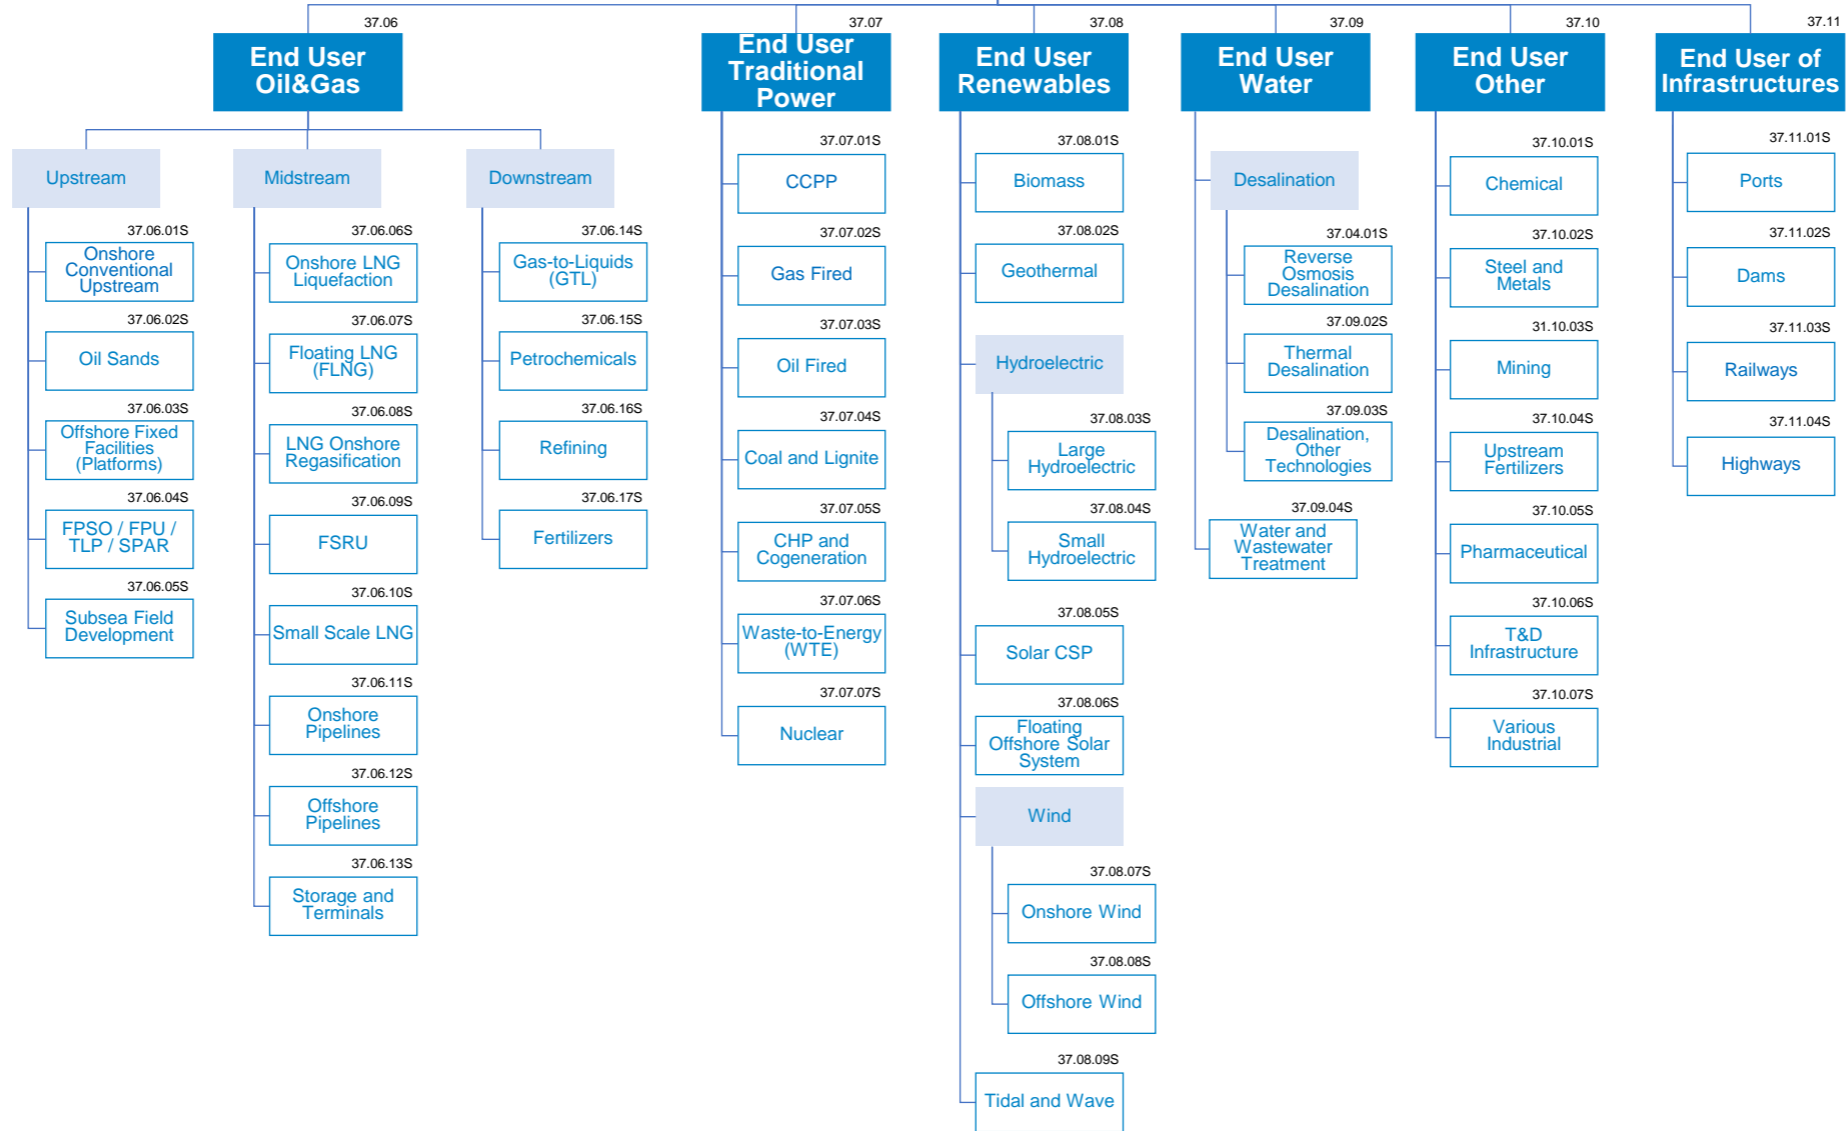 37.06
End User
Oil&Gas
Upstream
37.06.01S
Onshore
Conventional
Upstream
37.06.02S
Oil Sands
37.06.03S
Offshore Fixed
Facilities
(Platforms)
37.06.04S
FPSO / FPU /
TLP / SPAR
37.06.05S
Subsea Field
Development
Midstream
37.06.06S
Onshore LNG
Liquefaction
37.06.07S
Floating LNG
(FLNG)
37.06.08S
LNG Onshore
Regasification
37.06.09S
FSRU
37.06.10S
Small Scale LNG
37.06.11S
Onshore
Pipelines
37.06.12S
Offshore
Pipelines
37.06.13S
Storage and
Terminals
Downstream
37.06.14S
Gas-to-Liquids
(GTL)
37.06.15S
Petrochemicals
37.06.16S
Refining
37.06.17S
Fertilizers
37.07
End User
Traditional
Power
37.07.01S
CCPP
37.07.02S
Gas Fired
37.07.03S
Oil Fired
37.07.04S
Coal and Lignite
37.07.05S
CHP and
Cogeneration
37.07.06S
Waste-to-Energy
(WTE)
37.07.07S
Nuclear
37.08
End User
Renewables
37.08.01S
Biomass
37.08.02S
Geothermal
Hydroelectric
37.08.03S
Large
Hydroelectric
37.08.04S
Small
Hydroelectric
37.08.05S
Solar CSP
37.08.06S
Floating
Offshore Solar
System
Wind
37.08.07S
Onshore Wind
37.08.08S
Offshore Wind
37.08.09S
Tidal and Wave
37.09
End User
Water
Desalination
37.04.01S
Reverse
Osmosis
Desalination
37.09.02S
Thermal
Desalination
37.09.03S
Desalination,
Other
Technologies
37.09.04S
Water and
Wastewater
Treatment
37.10
End User
Other
37.10.01S
Chemical
37.10.02S
Steel and
Metals
31.10.03S
Mining
37.10.04S
Upstream
Fertilizers
37.10.05S
Pharmaceutical
37.10.06S
T&D
Infrastructure
37.10.07S
Various
Industrial
37.11
End User of
Infrastructures
37.11.01S
Ports
37.11.02S
Dams
37.11.03S
Railways
37.11.04S
Highways